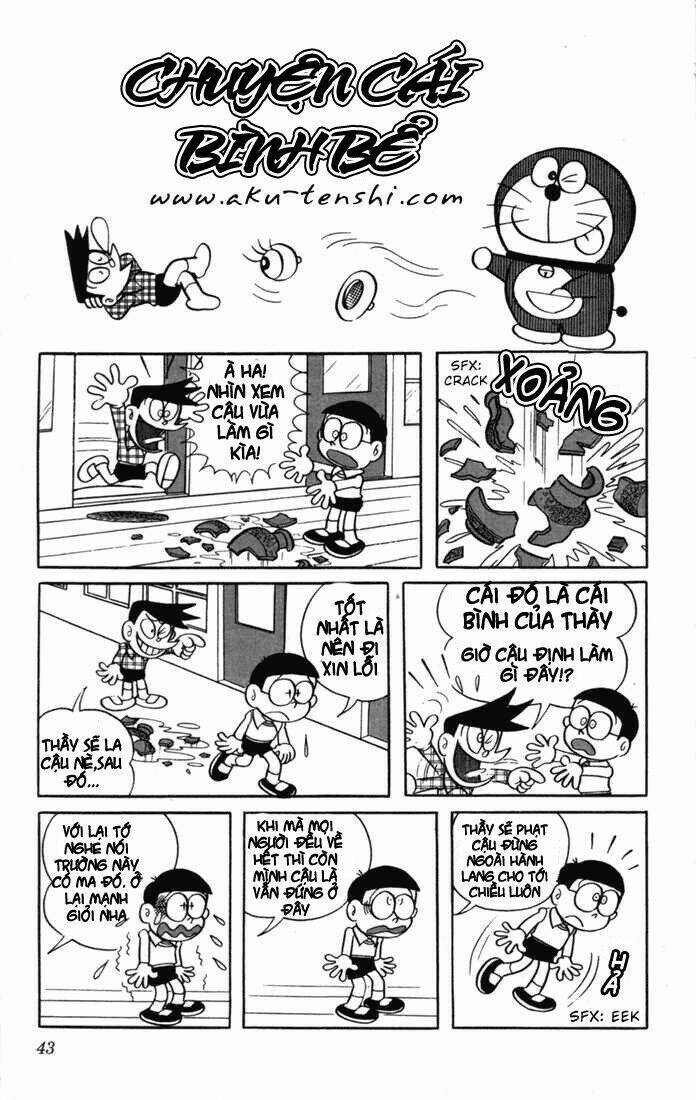 CHUYỆN CÁI
BÌNH BỂ
www.aku-tenshi.com
SFX:
CRACK
XOẢNG
À HA!
NHÌN XEM
CẬU VỪA
LÀM GÌ
KÌA!
CÁI ĐÓ LÀ CÁI
BÌNH CỦA THÀY
GIỜ CẬU ĐỊNH LÀM
GÌ ĐÂY!?
TỐT
NHẤT LÀ
NÊN ĐI
XIN LỖI
THẦY SẼ LA
CẬU NÈ,SAU
ĐÓ...
THẦY SẼ PHẠT
CẬU ĐỨNG
NGOÀI HÀNH
LANG CHO TỚI
CHIỀU LUÔN
HẢ
SFX: EEK
KHI MÀ MỌI
NGƯỜI ĐỀU VỀ
HẾT THÌ CÒN
MÌNH CẬU LÀ
VẪN ĐỨNG Ở
ĐÂY
VỚI LẠI TỚ
NGHE NÓI
TRƯỜNG NÀY
CÓ MA ĐÓ. Ở
LẠI MẠNH
GIỎI NHA
43